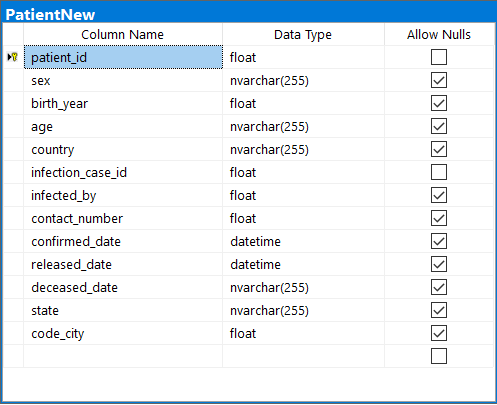 PatientNew
Column Name Data Type Allow Nulls
patient_id float
sex nvarchar(255)
birth_year float
age nvarchar(255)
country nvarchar(255)
infection_case_id float
infected_by float
contact_number float
confirmed_date datetime
released_date datetime
deceased_date nvarchar(255)
state nvarchar(255)
code_city float